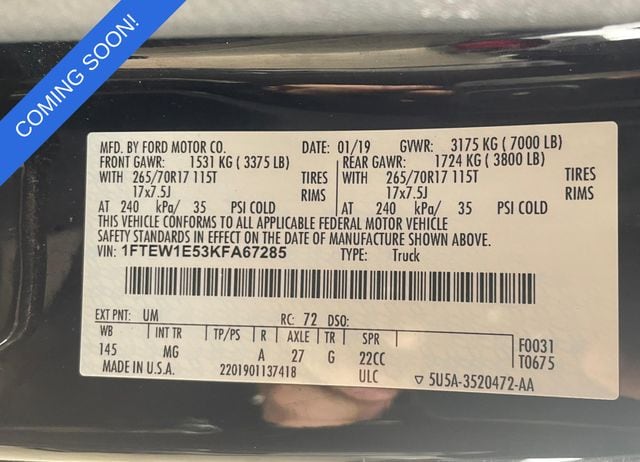 COMING SOON!
MFD. BY FORD MOTOR CO. DATE: 01/19 GVWR: 3175 KG ( 7000 LB)
FRONT GAWR: 1531 KG ( 3375 LB) REAR GAWR: 1724 KG ( 3800 LB)
WITH 265/70R17 115T TIRES WITH 265/70R17 115T TIRES
17x7.5J RIMS 17x7.5J RIMS
AT 240 kPa/ 35 PSI COLD AT 240 kPa/ 35 PSI COLD
THIS VEHICLE CONFORMS TO ALL APPLICABLE FEDERAL MOTOR VEHICLE
SAFETY STANDARDS IN EFFECT ON THE DATE OF MANUFACTURE SHOWN ABOVE.
VIN: 1FTEW1E53KFA67285 TYPE: Truck
EXT PNT: UM RC: 72 DSO:
WB INT TR TP/PS R AXLE TR SPR F0031
145 MG A 27 G 22CC T0675
MADE IN U.S.A. 2201901137418 ULC ▽ 5U5A-3520472-AA